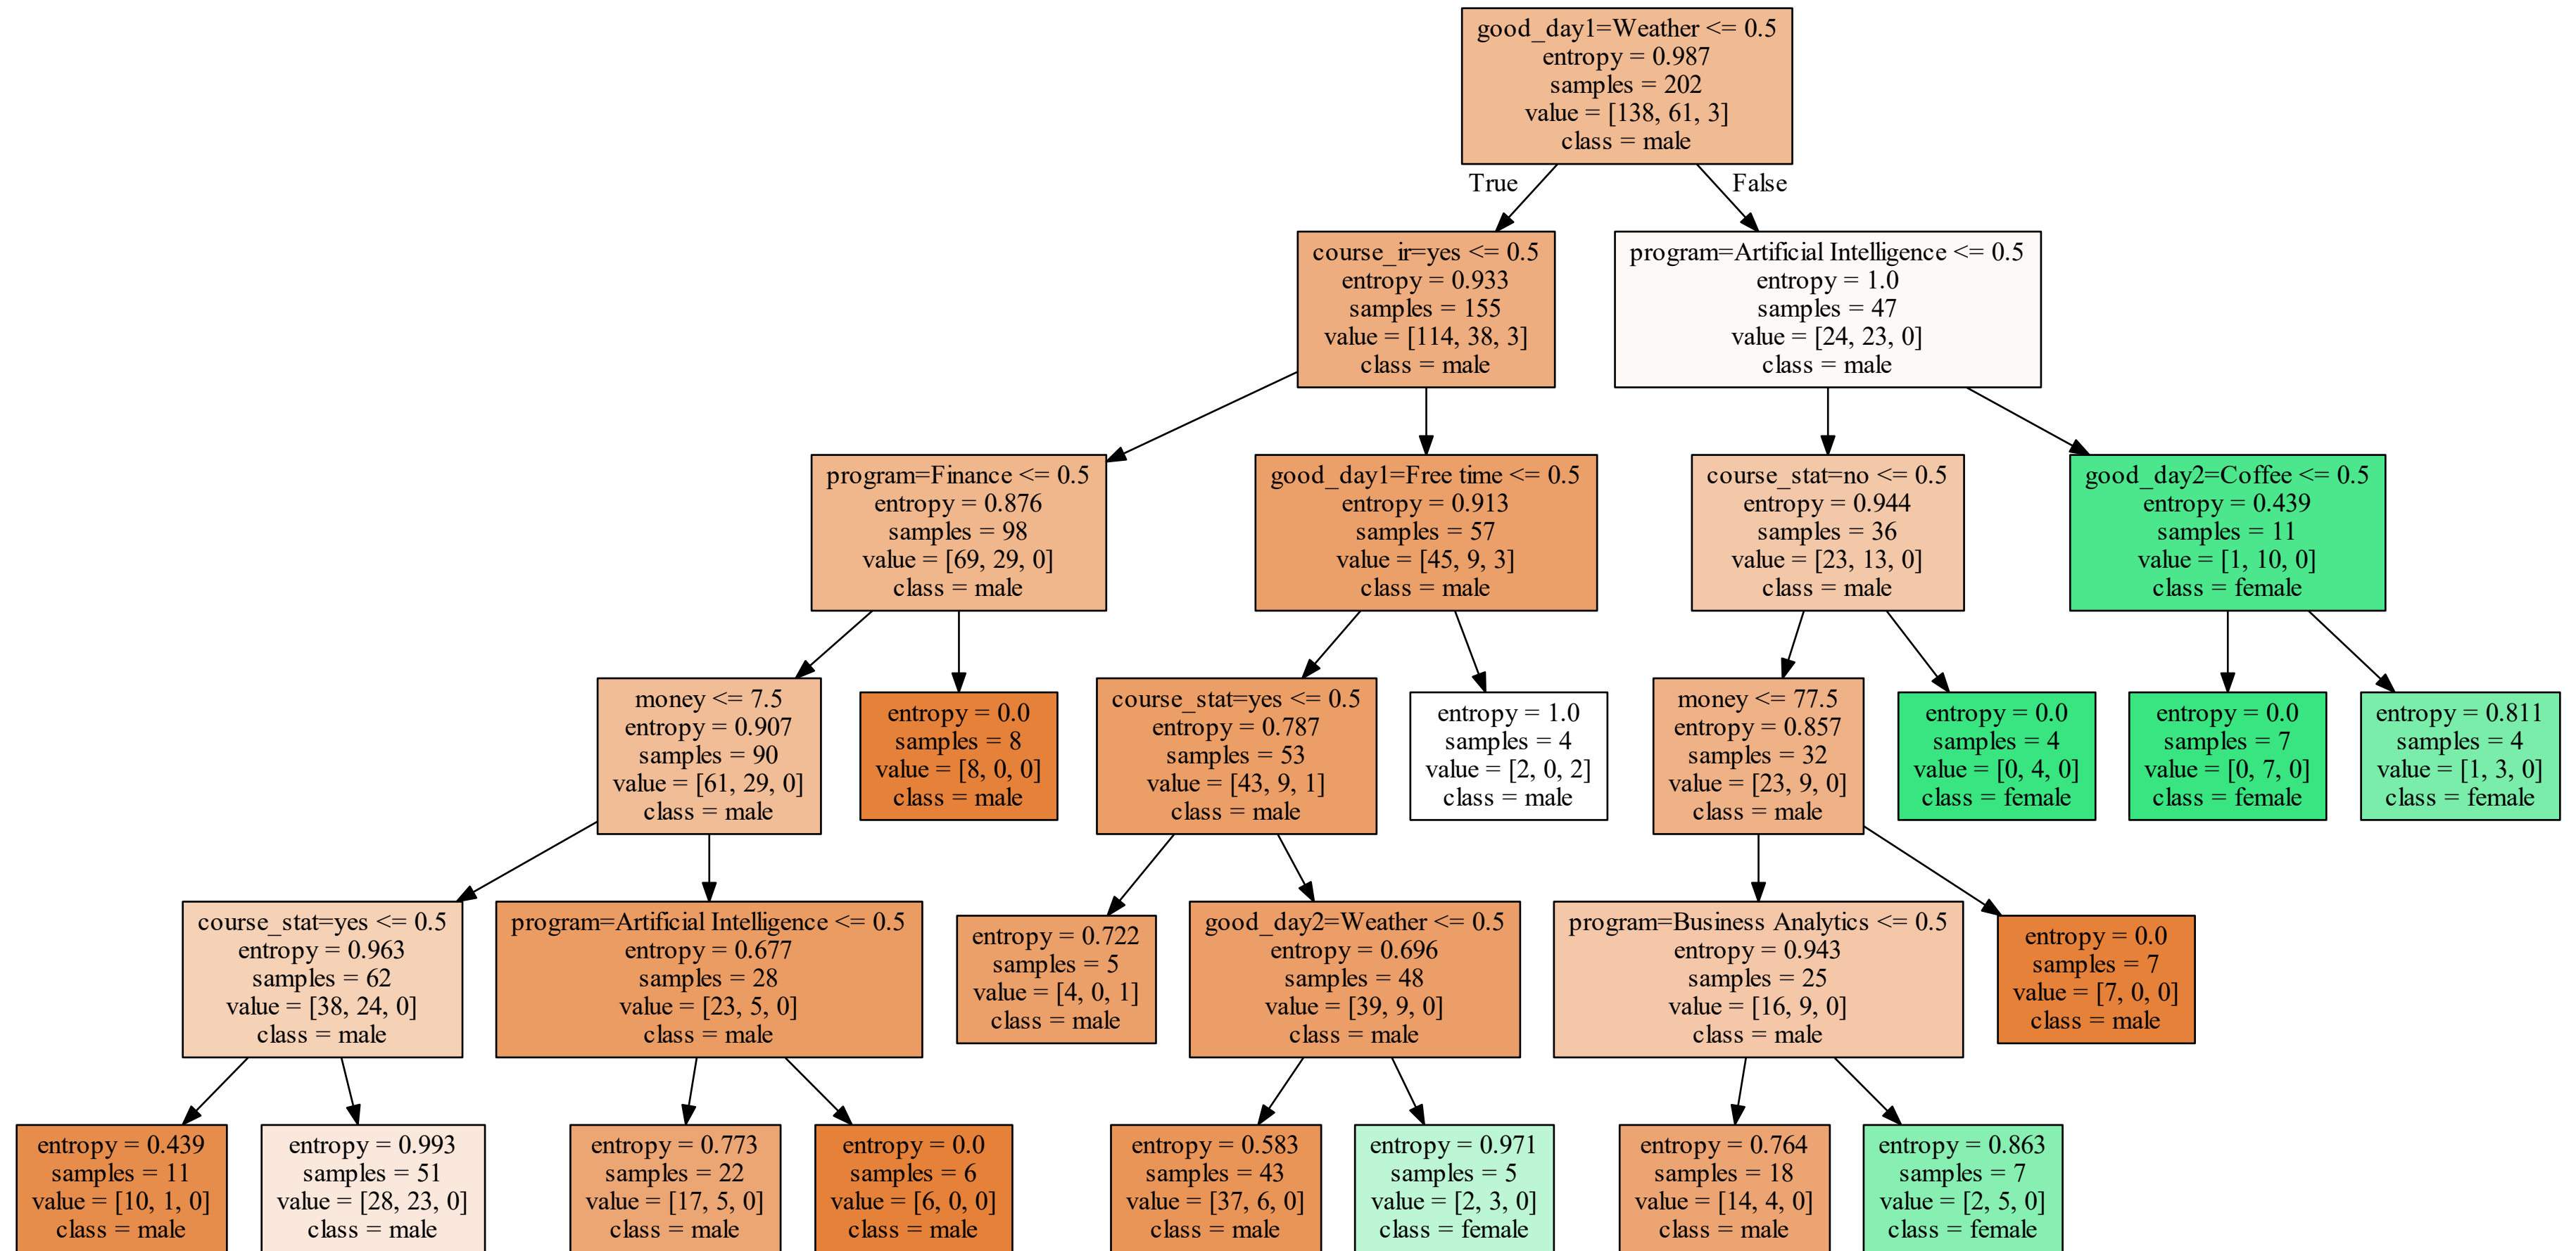 good_day1=Weather <= 0.5
entropy = 0.987
samples = 202
value = [138, 61, 3]
class = male
True
False
course_ir=yes <= 0.5
entropy = 0.933
samples = 155
value = [114, 38, 3]
class = male
program=Artificial Intelligence <= 0.5
entropy = 1.0
samples = 47
value = [24, 23, 0]
class = male
program=Finance <= 0.5
entropy = 0.876
samples = 98
value = [69, 29, 0]
class = male
good_day1=Free time <= 0.5
entropy = 0.913
samples = 57
value = [45, 9, 3]
class = male
course_stat=no <= 0.5
entropy = 0.944
samples = 36
value = [23, 13, 0]
class = male
good_day2=Coffee <= 0.5
entropy = 0.439
samples = 11
value = [1, 10, 0]
class = female
money <= 7.5
entropy = 0.907
samples = 90
value = [61, 29, 0]
class = male
entropy = 0.0
samples = 8
value = [8, 0, 0]
class = male
course_stat=yes <= 0.5
entropy = 0.787
samples = 53
value = [43, 9, 1]
class = male
entropy = 1.0
samples = 4
value = [2, 0, 2]
class = male
money <= 77.5
entropy = 0.857
samples = 32
value = [23, 9, 0]
class = male
entropy = 0.0
samples = 4
value = [0, 4, 0]
class = female
entropy = 0.0
samples = 7
value = [0, 7, 0]
class = female
entropy = 0.811
samples = 4
value = [1, 3, 0]
class = female
course_stat=yes <= 0.5
entropy = 0.963
samples = 62
value = [38, 24, 0]
class = male
program=Artificial Intelligence <= 0.5
entropy = 0.677
samples = 28
value = [23, 5, 0]
class = male
entropy = 0.722
samples = 5
value = [4, 0, 1]
class = male
good_day2=Weather <= 0.5
entropy = 0.696
samples = 48
value = [39, 9, 0]
class = male
program=Business Analytics <= 0.5
entropy = 0.943
samples = 25
value = [16, 9, 0]
class = male
entropy = 0.0
samples = 7
value = [7, 0, 0]
class = male
entropy = 0.439
samples = 11
value = [10, 1, 0]
class = male
entropy = 0.993
samples = 51
value = [28, 23, 0]
class = male
entropy = 0.773
samples = 22
value = [17, 5, 0]
class = male
entropy = 0.0
samples = 6
value = [6, 0, 0]
class = male
entropy = 0.583
samples = 43
value = [37, 6, 0]
class = male
entropy = 0.971
samples = 5
value = [2, 3, 0]
class = female
entropy = 0.764
samples = 18
value = [14, 4, 0]
class = male
entropy = 0.863
samples = 7
value = [2, 5, 0]
class = female